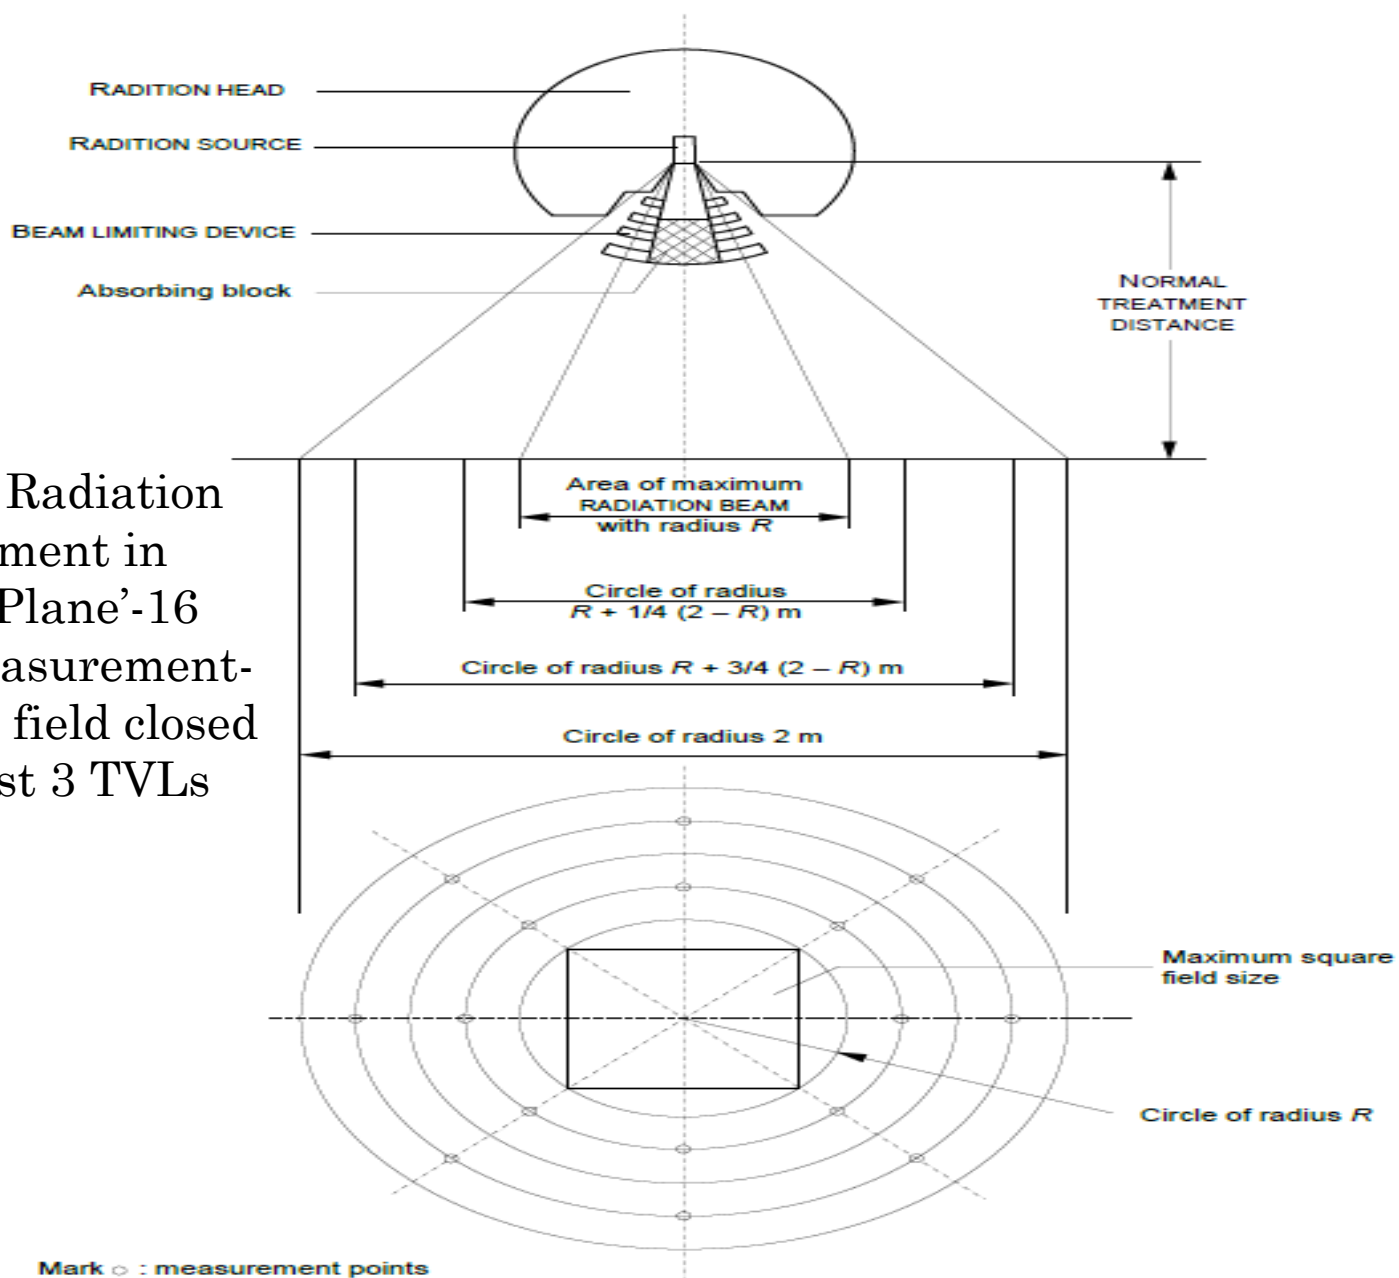 RADITION HEAD
RADITION SOURCE
BEAM LIMITING DEVICE
Absorbing block
NORMAL
TREATMENT
DISTANCE
Radiation
ment in
Plane’-16
asurement-
field closed
st 3 TVLs
Area of maximum
RADIATION BEAM
with radius R
Circle of radius
R + 1/4 (2 – R) m
Circle of radius R + 3/4 (2 – R) m
Circle of radius 2 m
Maximum square
field size
Circle of radius R
Mark ○ : measurement points